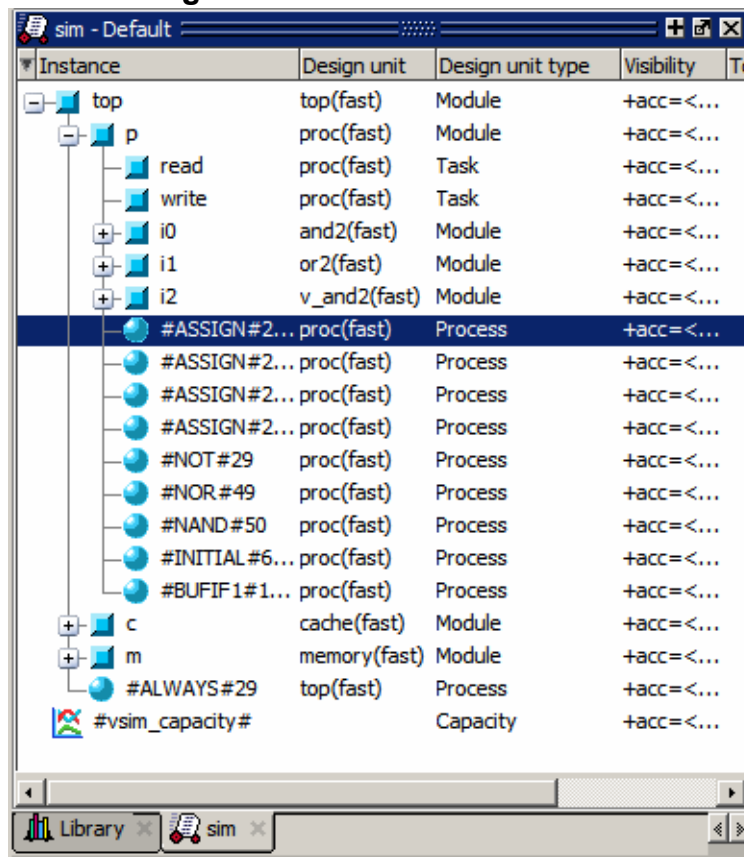 sim - Default
Instance Design unit Design unit type Visibility
top top(fast) Module +acc=<...
p proc(fast) Module +acc=<...
read proc(fast) Task +acc=<...
write proc(fast) Task +acc=<...
i0 and2(fast) Module +acc=<...
i1 or2(fast) Module +acc=<...
i2 v_and2(fast) Module +acc=<...
#ASSIGN#2... proc(fast) Process +acc=<...
#ASSIGN#2... proc(fast) Process +acc=<...
#ASSIGN#2... proc(fast) Process +acc=<...
#ASSIGN#2... proc(fast) Process +acc=<...
#NOT#29 proc(fast) Process +acc=<...
#NOR#49 proc(fast) Process +acc=<...
#NAND#50 proc(fast) Process +acc=<...
#INITIAL#6... proc(fast) Process +acc=<...
#BUFIF1#1... proc(fast) Process +acc=<...
c cache(fast) Module +acc=<...
m memory(fast) Module +acc=<...
#ALWAYS#29 top(fast) Process +acc=<...
#vsim_capacity# Capacity +acc=<...
Library sim